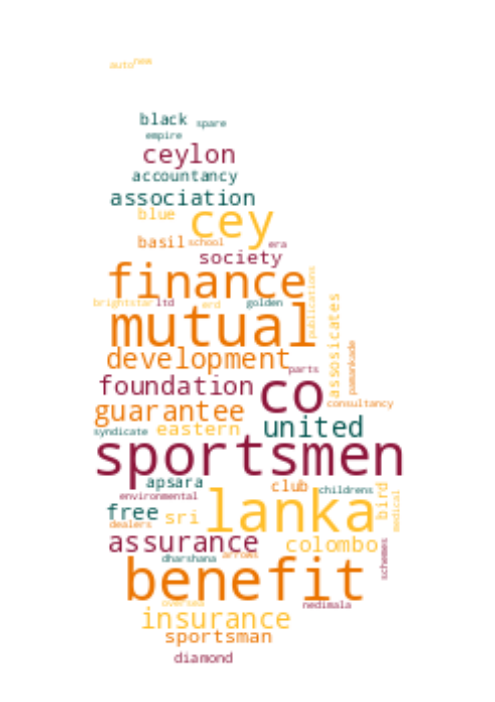 auto new
black spare
empire
ceylon
accountancy
association
blue cey
basil school era
society
finance
brightstar ltd erd golden publications
mutual
assosicates
development
parts pamankade
foundation co
guarantee consultancy
syndicate eastern united
sportsmen
apsara club childrens
environmental
free sri lanka bird medical
dealers
assurance colombo
dharshana arrows schemes
benefit
nedimala
insurance
sportsman
diamond